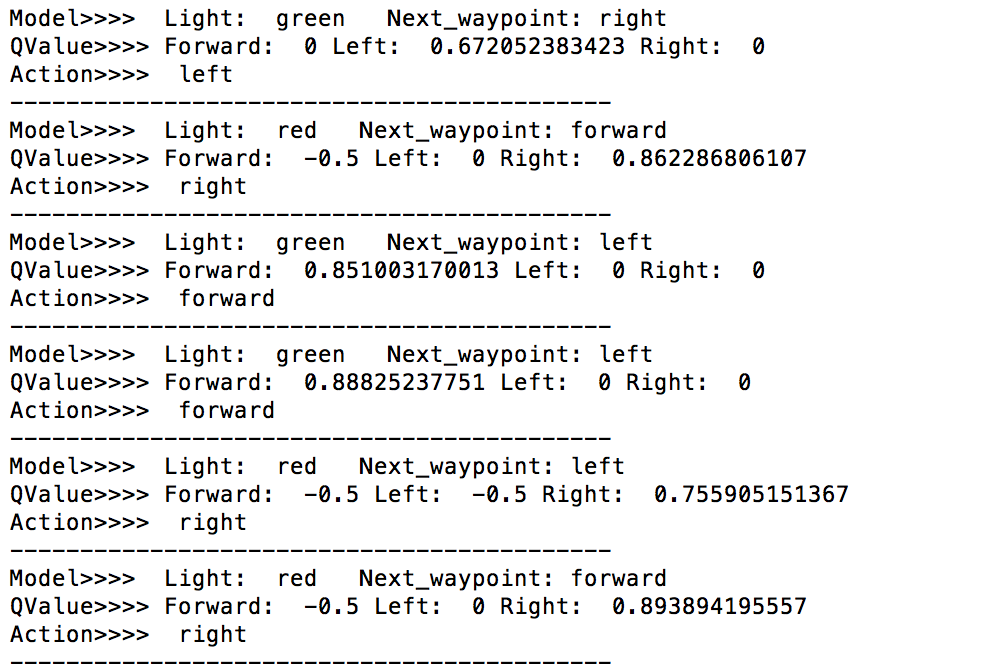 Model>>>>  Light:  green   Next_waypoint: right
QValue>>>> Forward:  0 Left:  0.672052383423 Right:  0
Action>>>>  left
-------------------------------------------
Model>>>>  Light:  red   Next_waypoint: forward
QValue>>>> Forward:  -0.5 Left:  0 Right:  0.862286806107
Action>>>>  right
-------------------------------------------
Model>>>>  Light:  green   Next_waypoint: left
QValue>>>> Forward:  0.851003170013 Left:  0 Right:  0
Action>>>>  forward
-------------------------------------------
Model>>>>  Light:  green   Next_waypoint: left
QValue>>>> Forward:  0.88825237751 Left:  0 Right:  0
Action>>>>  forward
-------------------------------------------
Model>>>>  Light:  red   Next_waypoint: left
QValue>>>> Forward:  -0.5 Left:  -0.5 Right:  0.755905151367
Action>>>>  right
-------------------------------------------
Model>>>>  Light:  red   Next_waypoint: forward
QValue>>>> Forward:  -0.5 Left:  0 Right:  0.893894195557
Action>>>>  right
-------------------------------------------